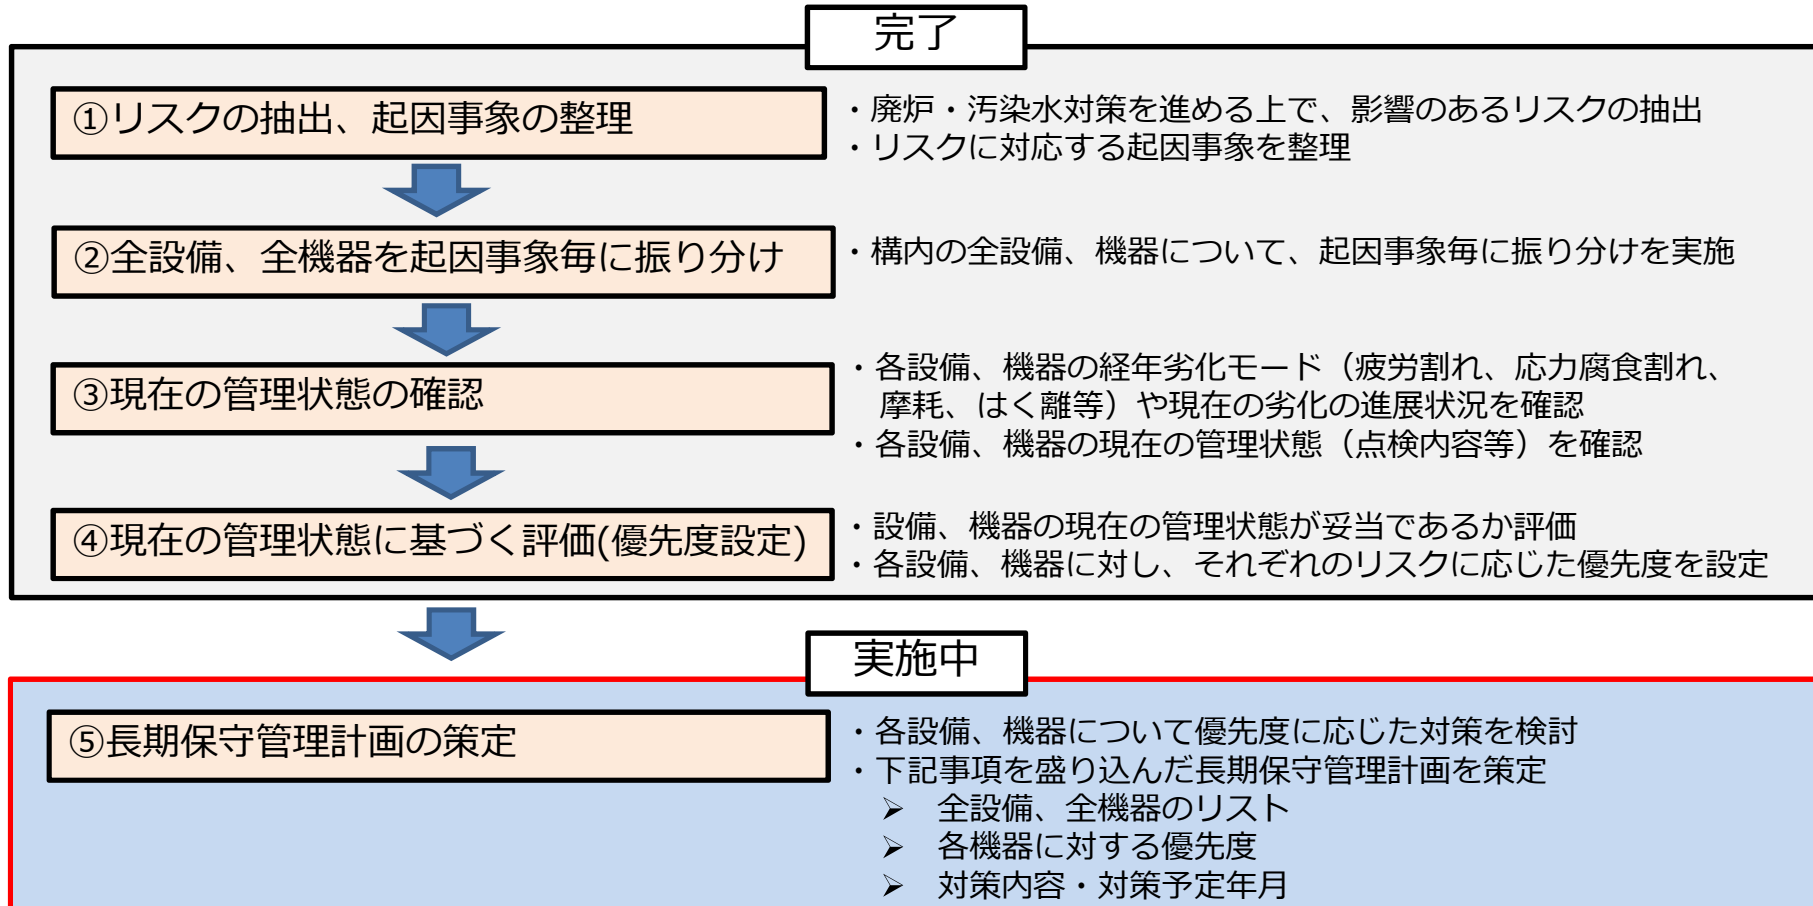 完了
①リスクの抽出、起因事象の整理
・廃炉・汚染水対策を進める上で、影響のあるリスクの抽出
・リスクに対応する起因事象を整理
②全設備、全機器を起因事象毎に振り分け
・構内の全設備、機器について、起因事象毎に振り分けを実施
③現在の管理状態の確認
・各設備、機器の経年劣化モード（疲労割れ、応力腐食割れ、
摩耗、はく離等）や現在の劣化の進展状況を確認
・各設備、機器の現在の管理状態（点検内容等）を確認
④現在の管理状態に基づく評価(優先度設定)
・設備、機器の現在の管理状態が妥当であるか評価
・各設備、機器に対し、それぞれのリスクに応じた優先度を設定
実施中
⑤長期保守管理計画の策定
・各設備、機器について優先度に応じた対策を検討
・下記事項を盛り込んだ長期保守管理計画を策定
➢ 全設備、全機器のリスト
➢ 各機器に対する優先度
➢ 対策内容・対策予定年月